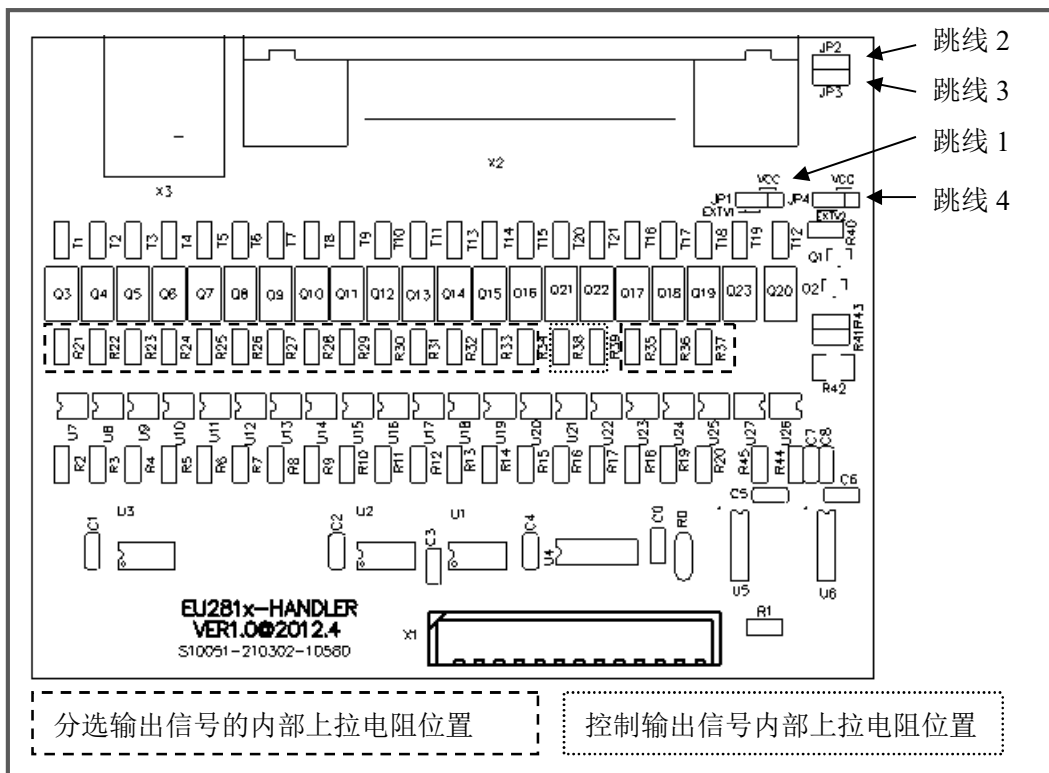 JP2
跳线 2
JP3
跳线 3
X2
跳线 1
X3
VCC
VCC
JP1
JP4
跳线 4
EXTV1
EXTV2
T1 T2 T3 T4 T5 T6 T7 T8 T9 T10 T11 T13 T14 T15 T20 T21 T16 T17 T18 T19 T12 R40
Q1
Q3 Q4 Q5 Q6 Q7 Q8 Q9 Q10 Q11 Q12 Q13 Q14 Q15 Q16 Q21 Q22 Q17 Q18 Q19 Q23 Q20 Q2
R21 R22 R23 R24 R25 R26 R27 R28 R29 R30 R31 R32 R33 R34 R38 R39 R35 R36 R37 R41 R43
R42
U7 U8 U9 U10 U11 U12 U13 U14 U15 U16 U17 U18 U19 U20 U21 U22 U23 U24 U25 U27 U26 C7 C8
R2 R3 R4 R5 R6 R7 R8 R9 R10 R11 R12 R13 R14 R15 R16 R17 R18 R19 R20 R45 R44
C5 C6
C1 U3 C2 U2 C3 U1 C4 U4 C0 R0
U5 U6
EU281x-HANDLER
VER1.0@2012.4
S10051-210302-10580
X1
R1
分选输出信号的内部上拉电阻位置
控制输出信号内部上拉电阻位置